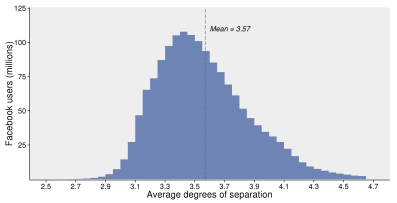 125
100
75
50
25
Facebook users (millions)
Mean = 3.57
2.5 2.7 2.9 3.1 3.3 3.5 3.7 3.9 4.1 4.3 4.5 4.7
Average degrees of separation